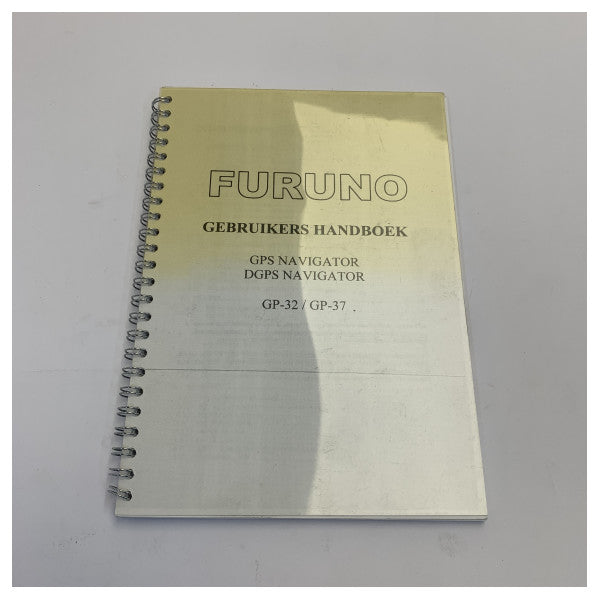 FURUNO
GEBRUIKERS HANDBOEK
GPS NAVIGATOR
DGPS NAVIGATOR
GP-32 / GP-37